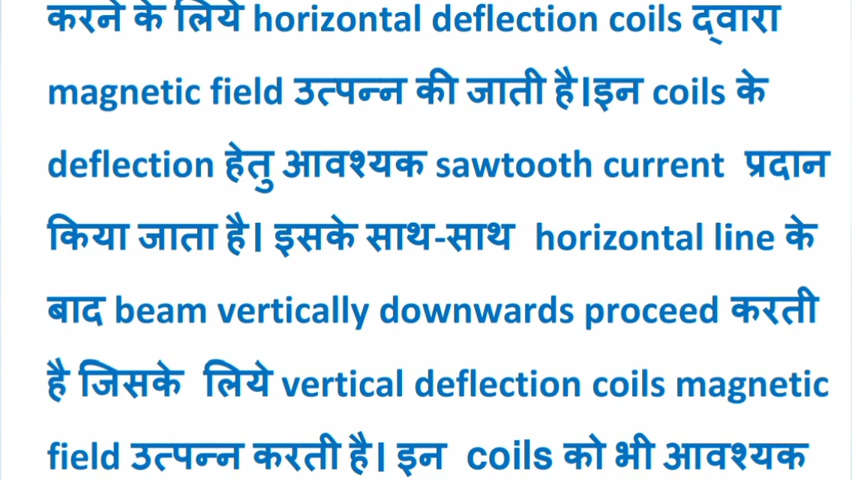 करने के लिये horizontal deflection coils द्वारा
magnetic field उत्पन्न की जाती है।इन coils के
deflection हेतु आवश्यक sawtooth current प्रदान
किया जाता है। इसके साथ-साथ horizontal line के
बाद beam vertically downwards proceed करती
है जिसके लिये vertical deflection coils magnetic
field उत्पन्न करती है। इन coils को भी आवश्यक